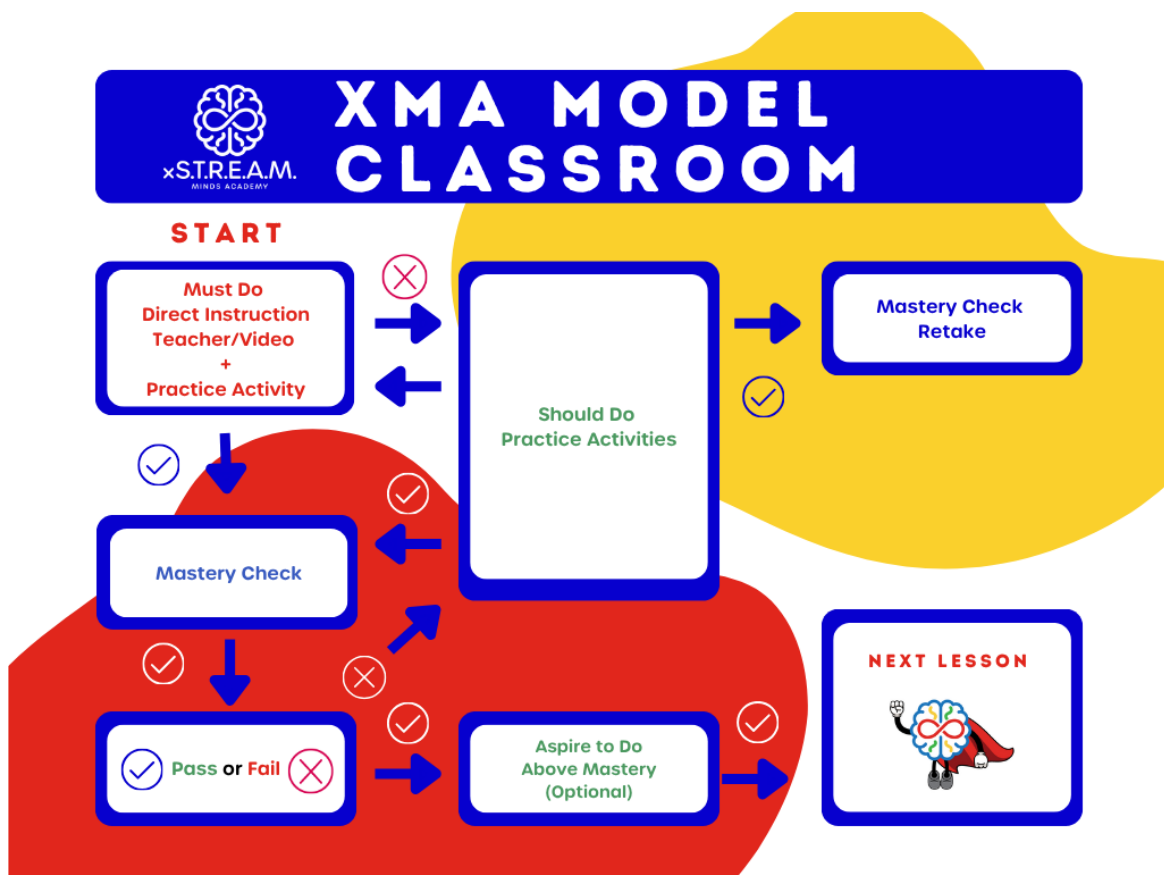 XMA MODEL
CLASSROOM
xS.T.R.E.A.M.
MINDS ACADEMY
START
Must Do
Direct Instruction
Teacher/Video
+
Practice Activity
Should Do
Practice Activities
Mastery Check
Retake
Mastery Check
Pass or Fail
Aspire to Do
Above Mastery
(Optional)
NEXT LESSON